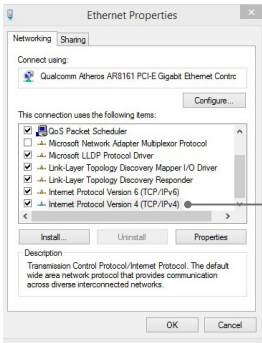 Ethernet Properties
Networking Sharing
Connect using:
Qualcomm Atheros AR8161 PCI-E Gigabit Ethernet Contrc
Configure...
This connection uses the following items:
QoS Packet Scheduler
Microsoft Network Adapter Multiplexor Protocol
Microsoft LLDP Protocol Driver
Link-Layer Topology Discovery Mapper I/O Driver
Link-Layer Topology Discovery Responder
Internet Protocol Version 6 (TCP/IPv6)
Internet Protocol Version 4 (TCP/IPv4)
Install... Uninstall Properties
Description
Transmission Control Protocol/Internet Protocol. The default
wide area network protocol that provides communication
across diverse interconnected networks.
OK Cancel